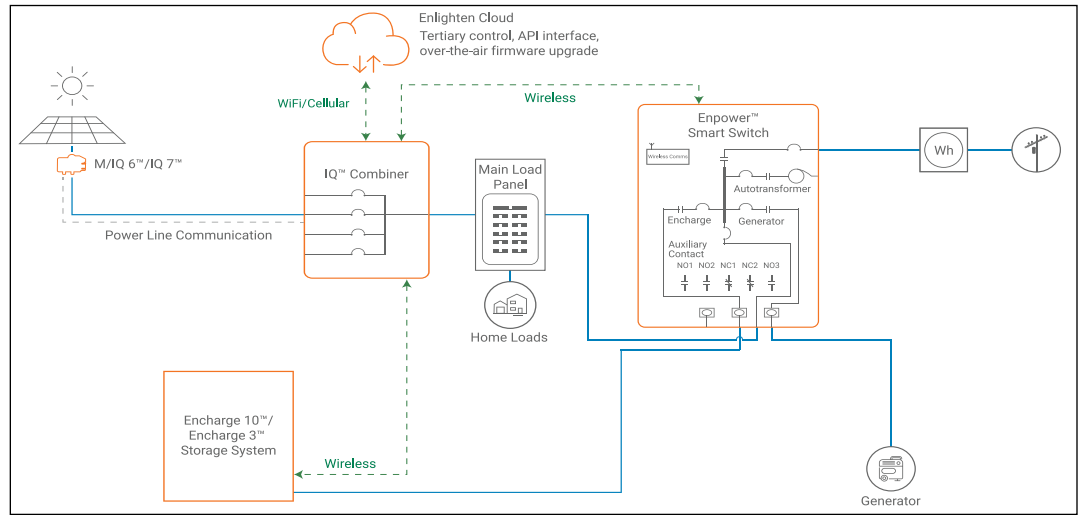 Enlighten Cloud
Tertiary control, API interface,
over-the-air firmware upgrade
WiFi/Cellular
Wireless
M/IQ 6™/IQ 7™
Power Line Communication
IQ™ Combiner
Main Load
Panel
Home Loads
Enpower™
Smart Switch
Wireless Comms
Autotransformer
Encharge
Generator
Auxiliary
Contact
NO1 NO2 NC1 NC2 NO3
Wh
Encharge 10™/
Encharge 3™
Storage System
Wireless
Generator